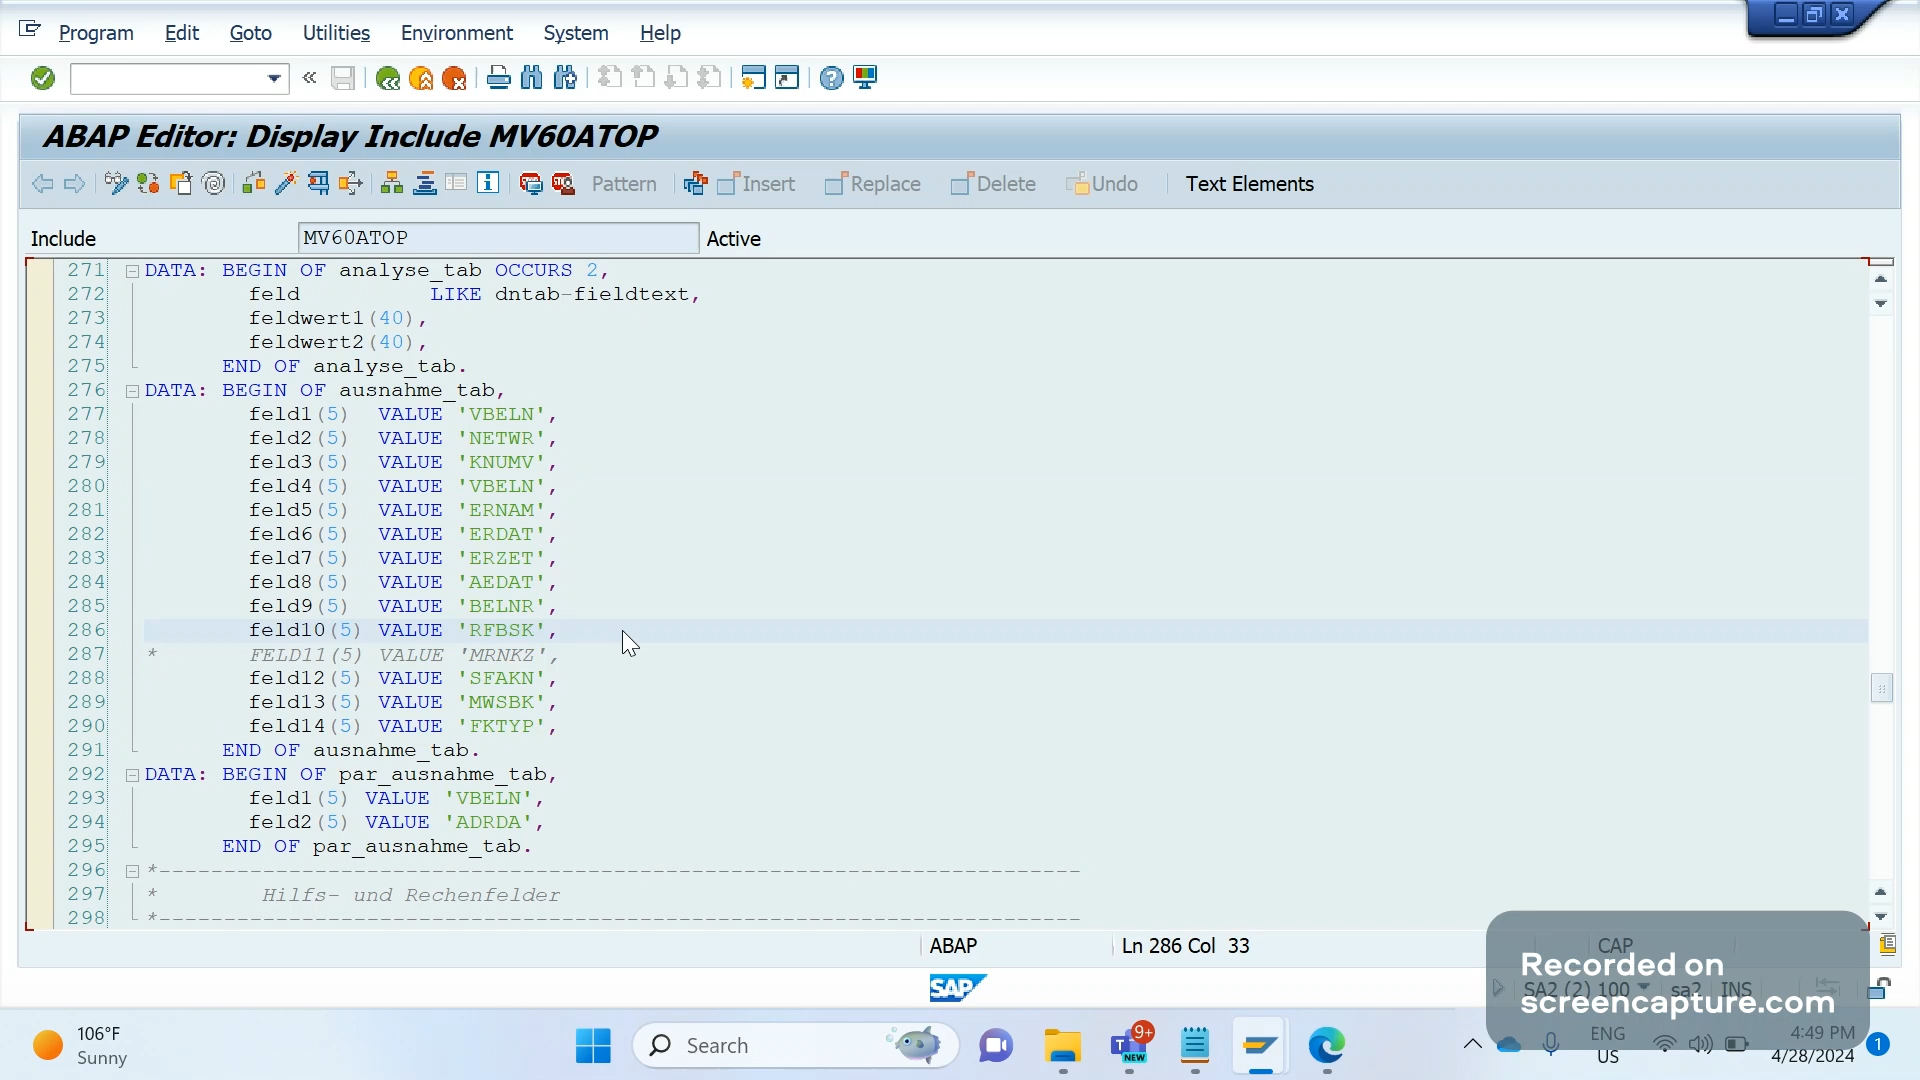 Program Edit Goto Utilities Environment System Help
ABAP Editor: Display Include MV60ATOP
Pattern Insert Replace Delete Undo Text Elements
Include MV60ATOP Active
271 DATA: BEGIN OF analyse_tab OCCURS 2,
272 feld LIKE dntab-fieldtext,
273 feldwert1(40),
274 feldwert2(40),
275 END OF analyse_tab.
276 DATA: BEGIN OF ausnahme_tab,
277 feld1(5) VALUE 'VBELN',
278 feld2(5) VALUE 'NETWR',
279 feld3(5) VALUE 'KNUMV',
280 feld4(5) VALUE 'VBELN',
281 feld5(5) VALUE 'ERNAM',
282 feld6(5) VALUE 'ERDAT',
283 feld7(5) VALUE 'ERZET',
284 feld8(5) VALUE 'AEDAT',
285 feld9(5) VALUE 'BELNR',
286 feld10(5) VALUE 'RFBSK',
287 * FELD11(5) VALUE 'MRNKZ',
288 feld12(5) VALUE 'SFAKN',
289 feld13(5) VALUE 'MWSBK',
290 feld14(5) VALUE 'FKTYP',
291 END OF ausnahme_tab.
292 DATA: BEGIN OF par_ausnahme_tab,
293 feld1(5) VALUE 'VBELN',
294 feld2(5) VALUE 'ADRDA',
295 END OF par_ausnahme_tab.
296 *-----------------------------------------------------------------------
297 * Hilfs- und Rechenfelder
298 *-----------------------------------------------------------------------
ABAP Ln 286 Col 33 CAP
SAP SA2 (2) 100 sa2 INS
Recorded on
screencapture.com
106°F
Sunny
Search
9+
T NEW
ENG
US
4:49 PM
4/28/2024
1